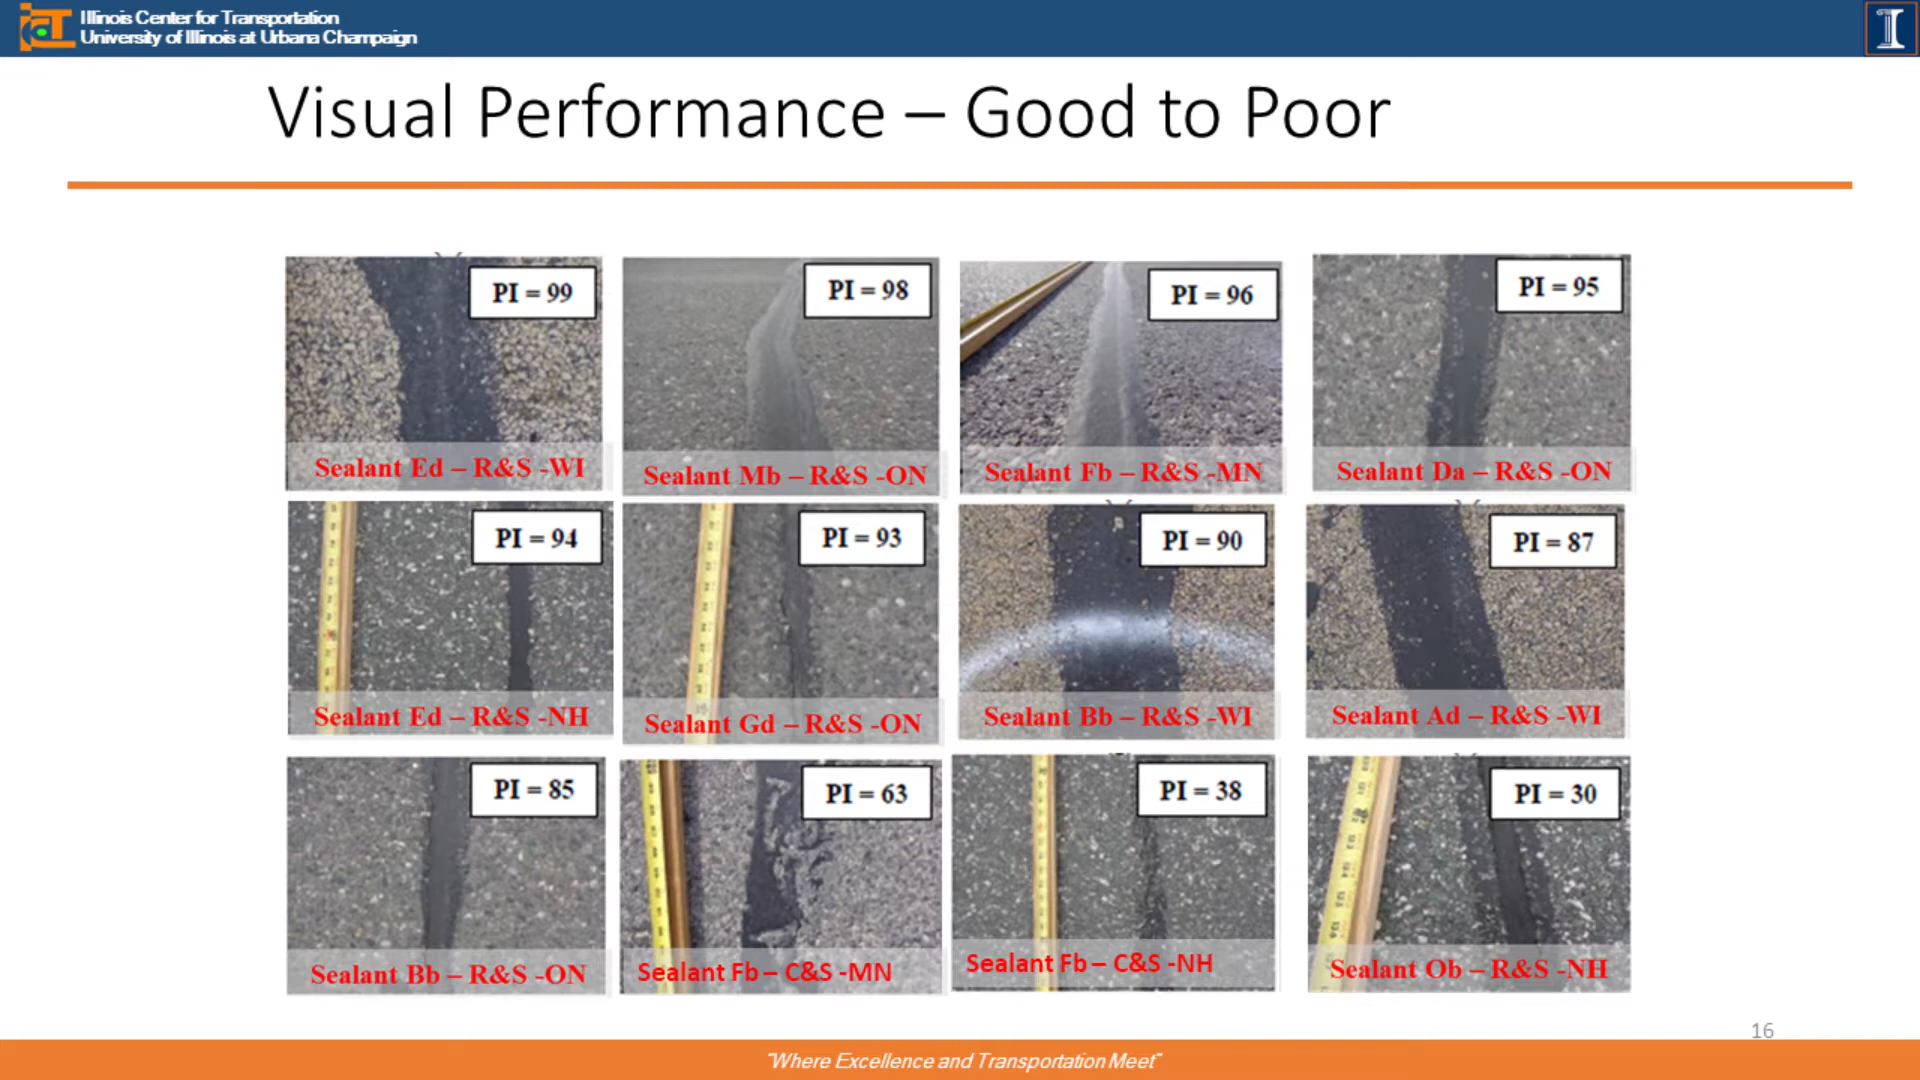 Illinois Center for Transportation
University of Illinois at Urbana Champaign
Visual Performance – Good to Poor
PI = 99
Sealant Ed – R&S -WI
PI = 98
Sealant Mb – R&S -ON
PI = 96
Sealant Fb – R&S -MN
PI = 95
Sealant Da – R&S -ON
PI = 94
Sealant Ed – R&S -NH
PI = 93
Sealant Gd – R&S -ON
PI = 90
Sealant Bb – R&S -WI
PI = 87
Sealant Ad – R&S -WI
PI = 85
Sealant Bb – R&S -ON
PI = 63
Sealant Fb – C&S -MN
PI = 38
Sealant Fb – C&S -NH
PI = 30
Sealant Ob – R&S -NH
16
"Where Excellence and Transportation Meet"